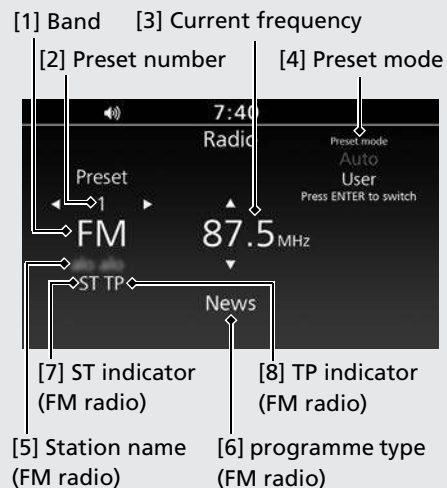 [1] Band
[3] Current frequency
[2] Preset number
[4] Preset mode
7:40
Radio
Preset mode
Auto
User
Press ENTER to switch
Preset
1
FM
87.5 MHz
ST TP
News
[7] ST indicator
(FM radio)
[8] TP indicator
(FM radio)
[5] Station name
(FM radio)
[6] programme type
(FM radio)